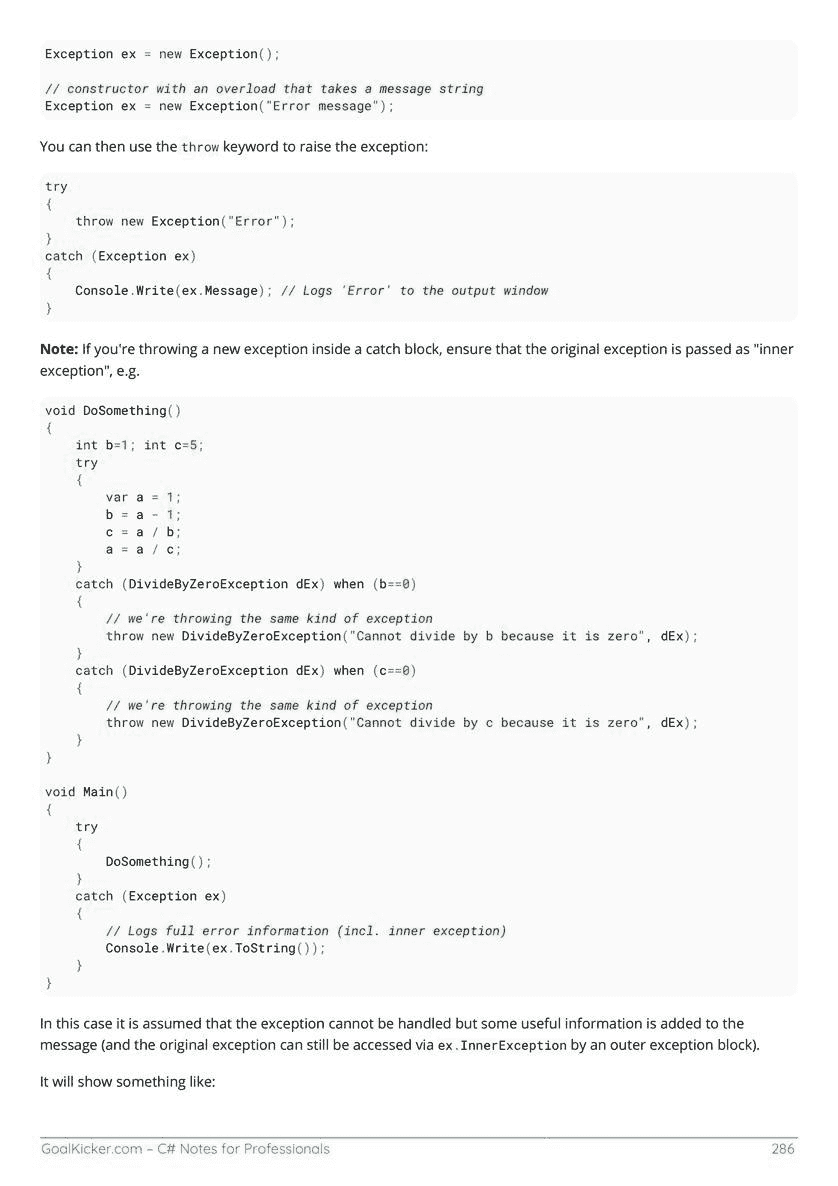 Exception ex = new Exception();
// constructor with an overload that takes a message string
Exception ex = new Exception("Error message");
You can then use the throw keyword to raise the exception:
try
{
    throw new Exception("Error");
}
catch (Exception ex)
{
    Console.Write(ex.Message); // Logs 'Error' to the output window
}
Note: If you're throwing a new exception inside a catch block, ensure that the original exception is passed as "inner
exception", e.g.
void DoSomething()
{
    int b=1; int c=5;
    try
    {
        var a = 1;
        b = a - 1;
        c = a / b;
        a = a / c;
    }
    catch (DivideByZeroException dEx) when (b==0)
    {
        // we're throwing the same kind of exception
        throw new DivideByZeroException("Cannot divide by b because it is zero", dEx);
    }
    catch (DivideByZeroException dEx) when (c==0)
    {
        // we're throwing the same kind of exception
        throw new DivideByZeroException("Cannot divide by c because it is zero", dEx);
    }
}
void Main()
{
    try
    {
        DoSomething();
    }
    catch (Exception ex)
    {
        // Logs full error information (incl. inner exception)
        Console.Write(ex.ToString());
    }
}
In this case it is assumed that the exception cannot be handled but some useful information is added to the
message (and the original exception can still be accessed via ex.InnerException by an outer exception block).
It will show something like:
GoalKicker.com – C# Notes for Professionals 286